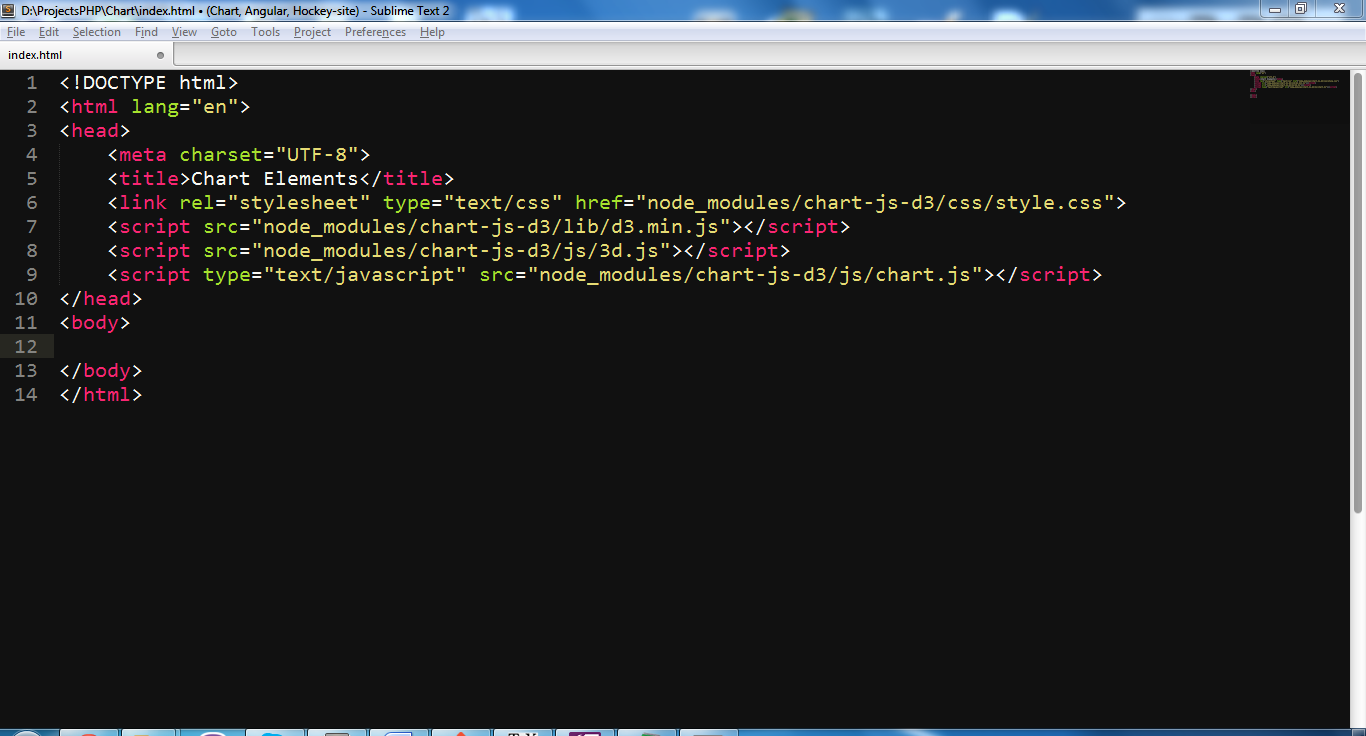 D:\ProjectsPHP\Chart\index.html • (Chart, Angular, Hockey-site) - Sublime Text 2
File Edit Selection Find View Goto Tools Project Preferences Help
index.html
1 <!DOCTYPE html>
2 <html lang="en">
3 <head>
4     <meta charset="UTF-8">
5     <title>Chart Elements</title>
6     <link rel="stylesheet" type="text/css" href="node_modules/chart-js-d3/css/style.css">
7     <script src="node_modules/chart-js-d3/lib/d3.min.js"></script>
8     <script src="node_modules/chart-js-d3/js/3d.js"></script>
9     <script type="text/javascript" src="node_modules/chart-js-d3/js/chart.js"></script>
10 </head>
11 <body>
12
13 </body>
14 </html>